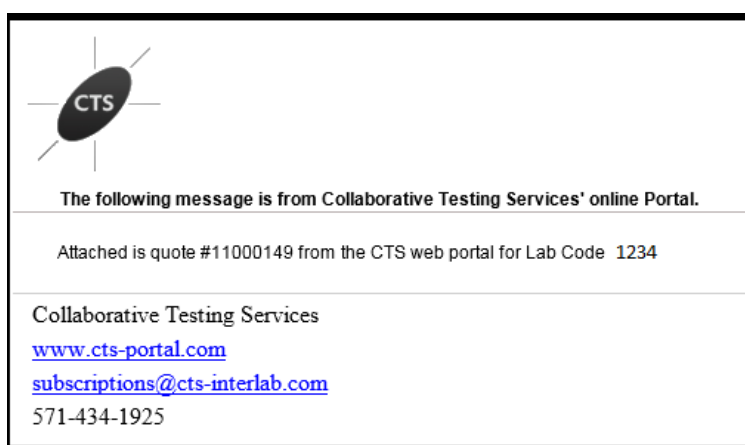 CTS
The following message is from Collaborative Testing Services' online Portal.
Attached is quote #11000149 from the CTS web portal for Lab Code 1234
Collaborative Testing Services
www.cts-portal.com
subscriptions@cts-interlab.com
571-434-1925